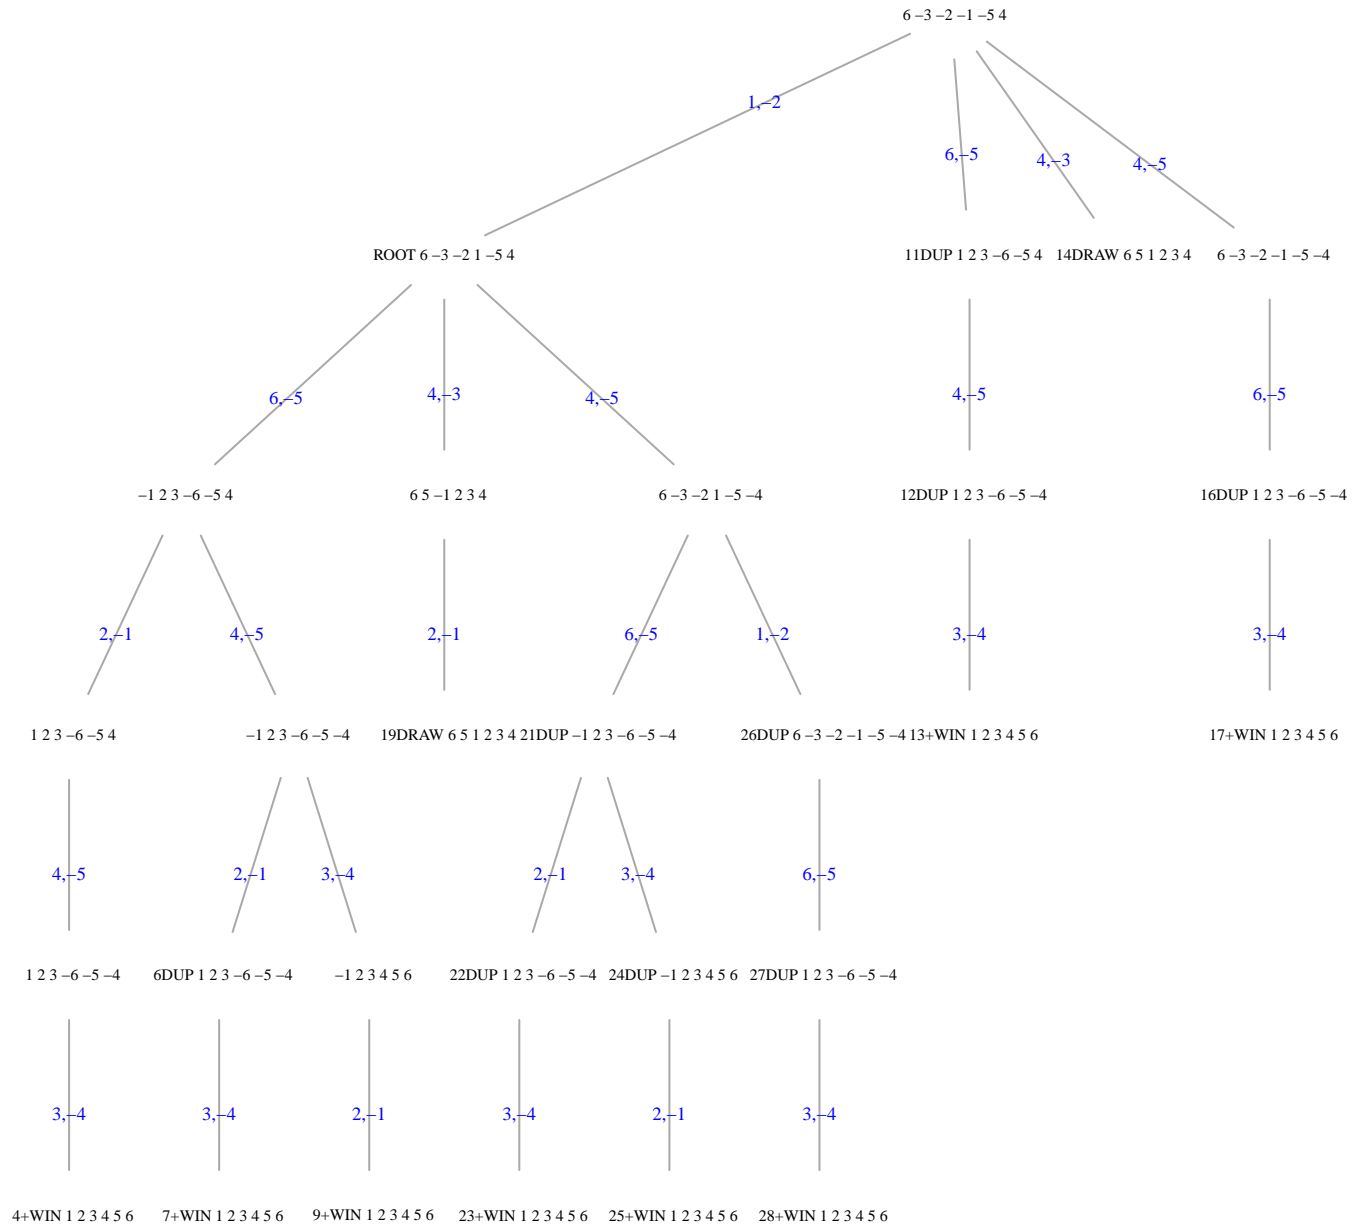 6 –3 –2 –1 –5 4
1,–2
6,–5
4,–3
4,–5
ROOT 6 –3 –2 1 –5 4
11DUP 1 2 3 –6 –5 4
14DRAW 6 5 1 2 3 4
6 –3 –2 –1 –5 –4
6,–5
4,–3
4,–5
4,–5
6,–5
–1 2 3 –6 –5 4
6 5 –1 2 3 4
6 –3 –2 1 –5 –4
12DUP 1 2 3 –6 –5 –4
16DUP 1 2 3 –6 –5 –4
2,–1
4,–5
2,–1
6,–5
1,–2
3,–4
3,–4
1 2 3 –6 –5 4
–1 2 3 –6 –5 –4
19DRAW 6 5 1 2 3 4
21DUP –1 2 3 –6 –5 –4
26DUP 6 –3 –2 –1 –5 –4
13+WIN 1 2 3 4 5 6
17+WIN 1 2 3 4 5 6
4,–5
2,–1
3,–4
2,–1
3,–4
6,–5
1 2 3 –6 –5 –4
6DUP 1 2 3 –6 –5 –4
–1 2 3 4 5 6
22DUP 1 2 3 –6 –5 –4
24DUP –1 2 3 4 5 6
27DUP 1 2 3 –6 –5 –4
3,–4
3,–4
2,–1
3,–4
2,–1
3,–4
4+WIN 1 2 3 4 5 6
7+WIN 1 2 3 4 5 6
9+WIN 1 2 3 4 5 6
23+WIN 1 2 3 4 5 6
25+WIN 1 2 3 4 5 6
28+WIN 1 2 3 4 5 6